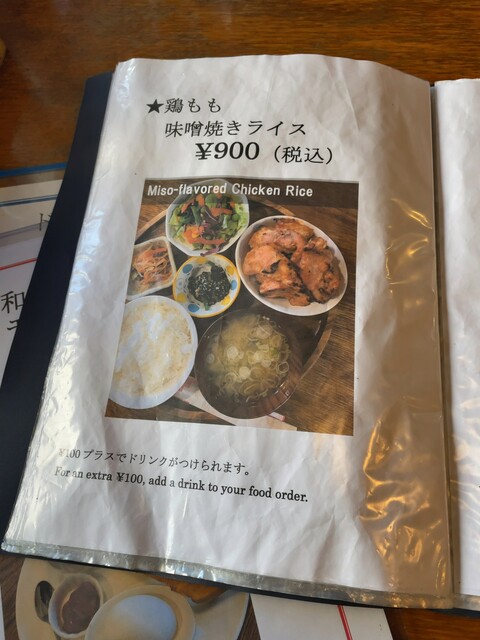 ★鶏もも
味噌焼きライス
¥900（税込）
Miso-flavored Chicken Rice
¥100プラスでドリンクがつけられます。
For an extra ¥100, add a drink to your food order.
和